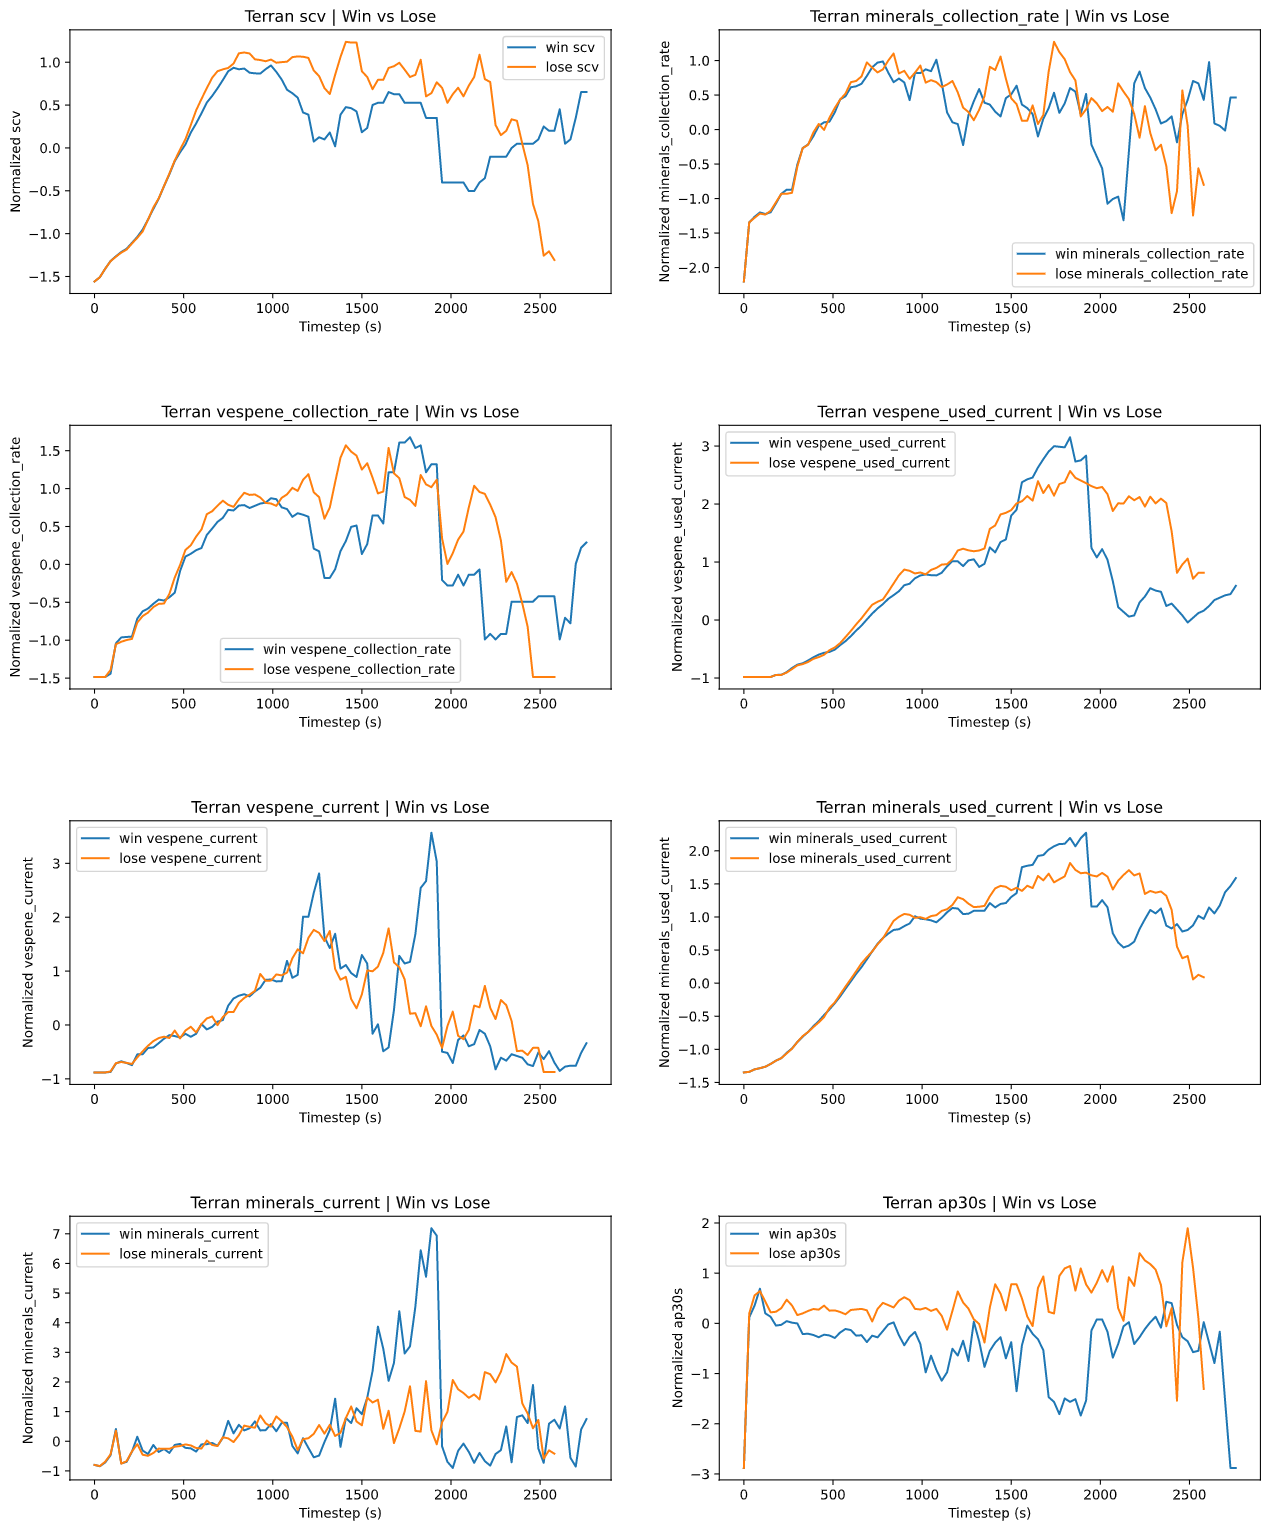 Terran scv | Win vs Lose
Normalized scv
1.0
0.5
0.0
−0.5
−1.0
−1.5
win scv
lose scv
0 500 1000 1500 2000 2500
Timestep (s)
Terran minerals_collection_rate | Win vs Lose
Normalized minerals_collection_rate
1.0
0.5
0.0
−0.5
−1.0
−1.5
−2.0
win minerals_collection_rate
lose minerals_collection_rate
0 500 1000 1500 2000 2500
Timestep (s)
Terran vespene_collection_rate | Win vs Lose
Normalized vespene_collection_rate
1.5
1.0
0.5
0.0
−0.5
−1.0
−1.5
win vespene_collection_rate
lose vespene_collection_rate
0 500 1000 1500 2000 2500
Timestep (s)
Terran vespene_used_current | Win vs Lose
Normalized vespene_used_current
3
2
1
0
−1
win vespene_used_current
lose vespene_used_current
0 500 1000 1500 2000 2500
Timestep (s)
Terran vespene_current | Win vs Lose
Normalized vespene_current
3
2
1
0
−1
win vespene_current
lose vespene_current
0 500 1000 1500 2000 2500
Timestep (s)
Terran minerals_used_current | Win vs Lose
Normalized minerals_used_current
2.0
1.5
1.0
0.5
0.0
−0.5
−1.0
−1.5
win minerals_used_current
lose minerals_used_current
0 500 1000 1500 2000 2500
Timestep (s)
Terran minerals_current | Win vs Lose
Normalized minerals_current
7
6
5
4
3
2
1
0
−1
win minerals_current
lose minerals_current
0 500 1000 1500 2000 2500
Timestep (s)
Terran ap30s | Win vs Lose
Normalized ap30s
2
1
0
−1
−2
−3
win ap30s
lose ap30s
0 500 1000 1500 2000 2500
Timestep (s)